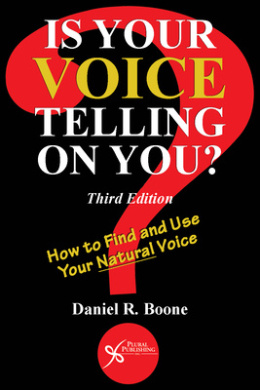 IS YOUR
VOICE
TELLING
ON YOU?
Third Edition
How to Find and Use
Your Natural Voice
Daniel R. Boone
PLURAL
PUBLISHING